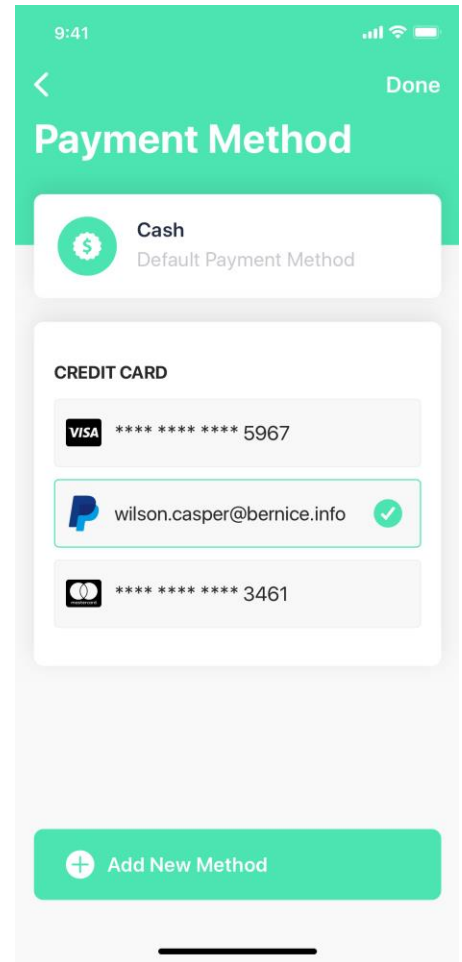 9:41
Done
Payment Method
$
Cash
Default Payment Method
CREDIT CARD
VISA **** **** **** 5967
wilson.casper@bernice.info
mastercard **** **** **** 3461
Add New Method